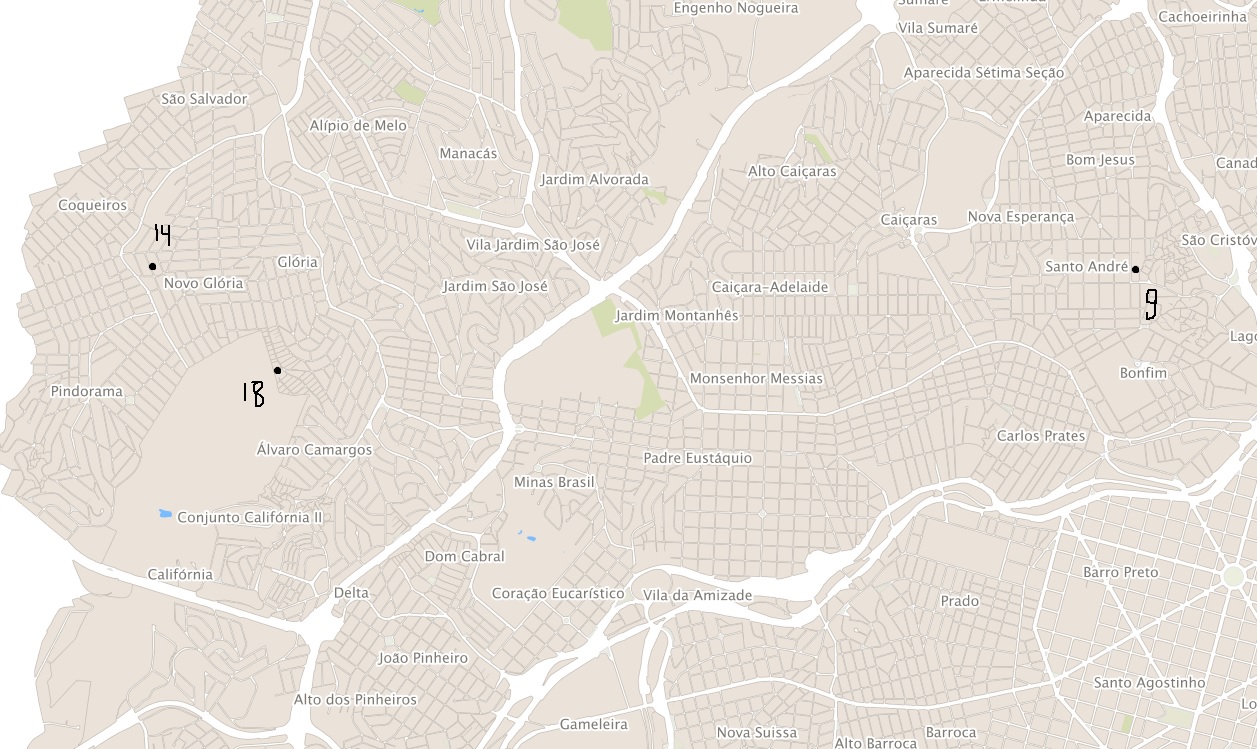 Engenho Nogueira
Vila Sumaré
Cachoeirinha
Aparecida Sétima Seção
São Salvador
Alípio de Melo
Aparecida
Manacás
Bom Jesus
Canad
Jardim Alvorada
Alto Caiçaras
Coqueiros
Caiçaras
Nova Esperança
14
Vila Jardim São José
São Cristóv
Glória
Santo André
Novo Glória
Jardim São José
Caiçara-Adelaide
9
Jardim Montanhês
Lago
Bonfim
Monsenhor Messias
Pindorama
18
Carlos Prates
Álvaro Camargos
Padre Eustáquio
Minas Brasil
Conjunto Califórnia II
Dom Cabral
Califórnia
Barro Preto
Delta
Coração Eucarístico
Vila da Amizade
Prado
João Pinheiro
Santo Agostinho
Alto dos Pinheiros
Lo
Gameleira
Nova Suissa
Barroca
Alto Barroca